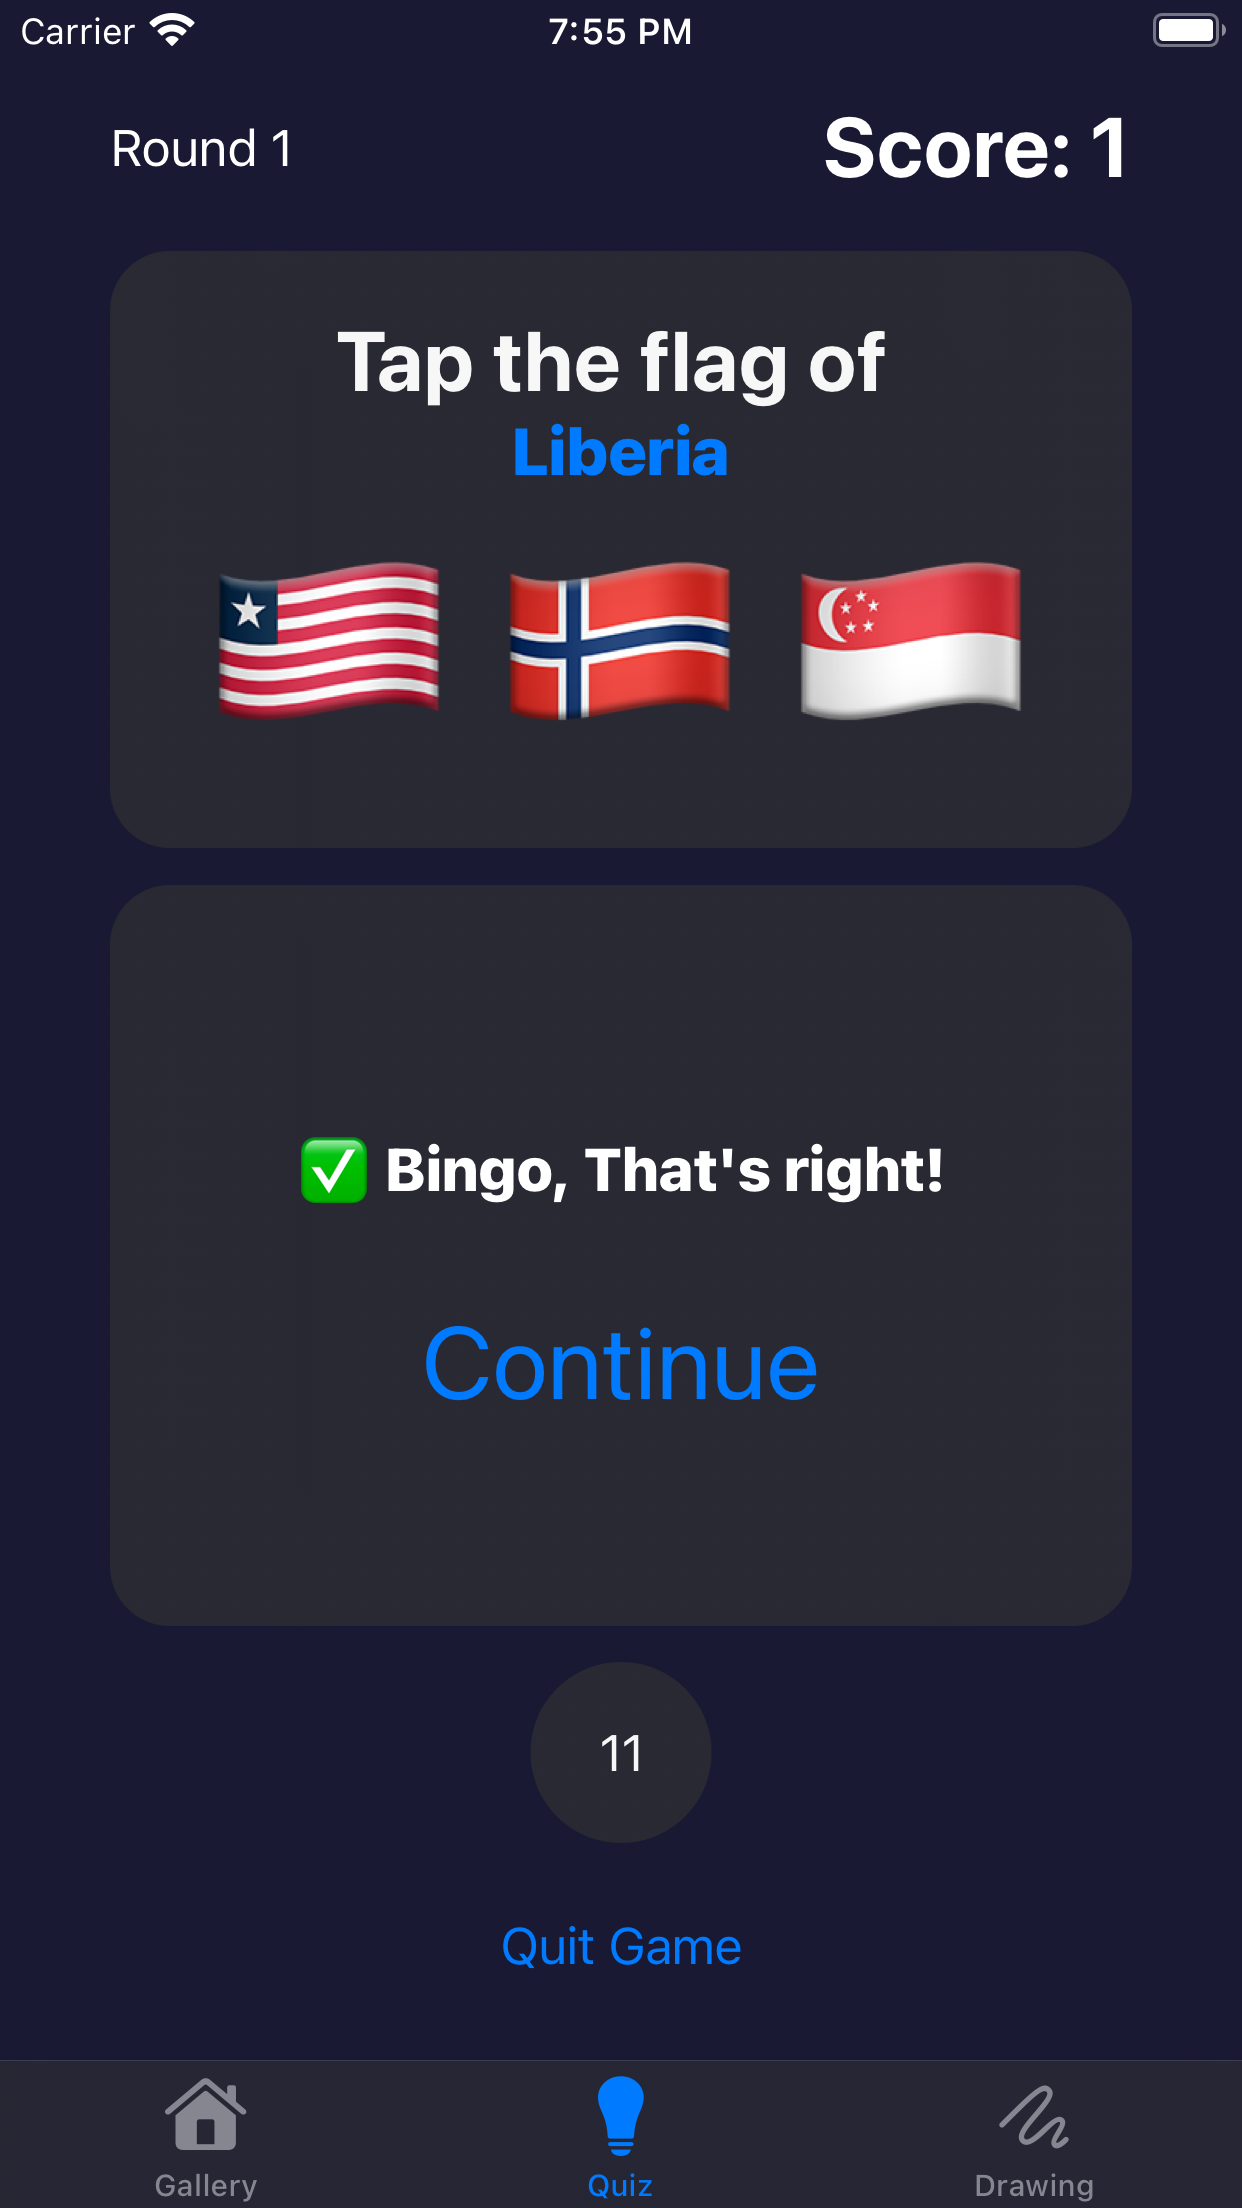 Carrier 7:55 PM
Round 1 Score: 1
Tap the flag of
Liberia
✅ Bingo, That's right!
Continue
11
Quit Game
Gallery Quiz Drawing